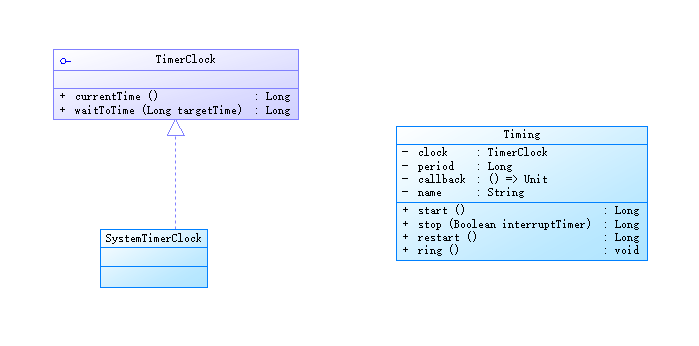 TimerClock
+ currentTime () : Long
+ waitToTime (Long targetTime) : Long
SystemTimerClock
Timing
- clock : TimerClock
- period : Long
- callback : () => Unit
- name : String
+ start () : Long
+ stop (Boolean interruptTimer) : Long
+ restart () : Long
+ ring () : void